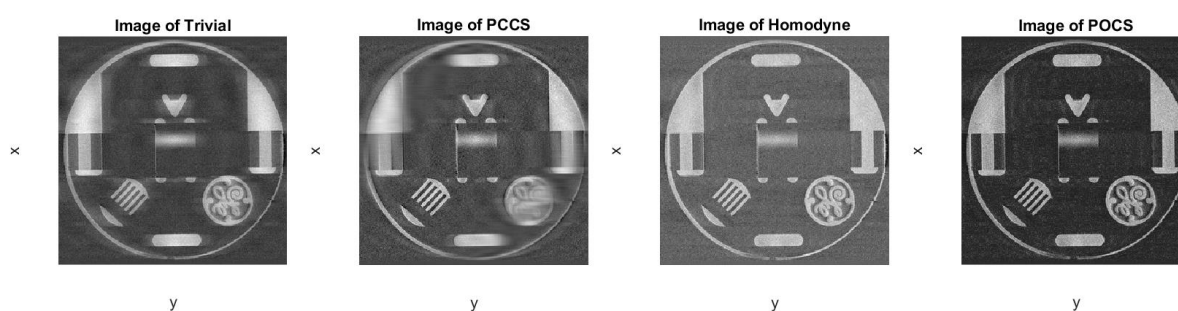 Image of Trivial
x
y
Image of PCCS
x
y
Image of Homodyne
x
y
Image of POCS
x
y